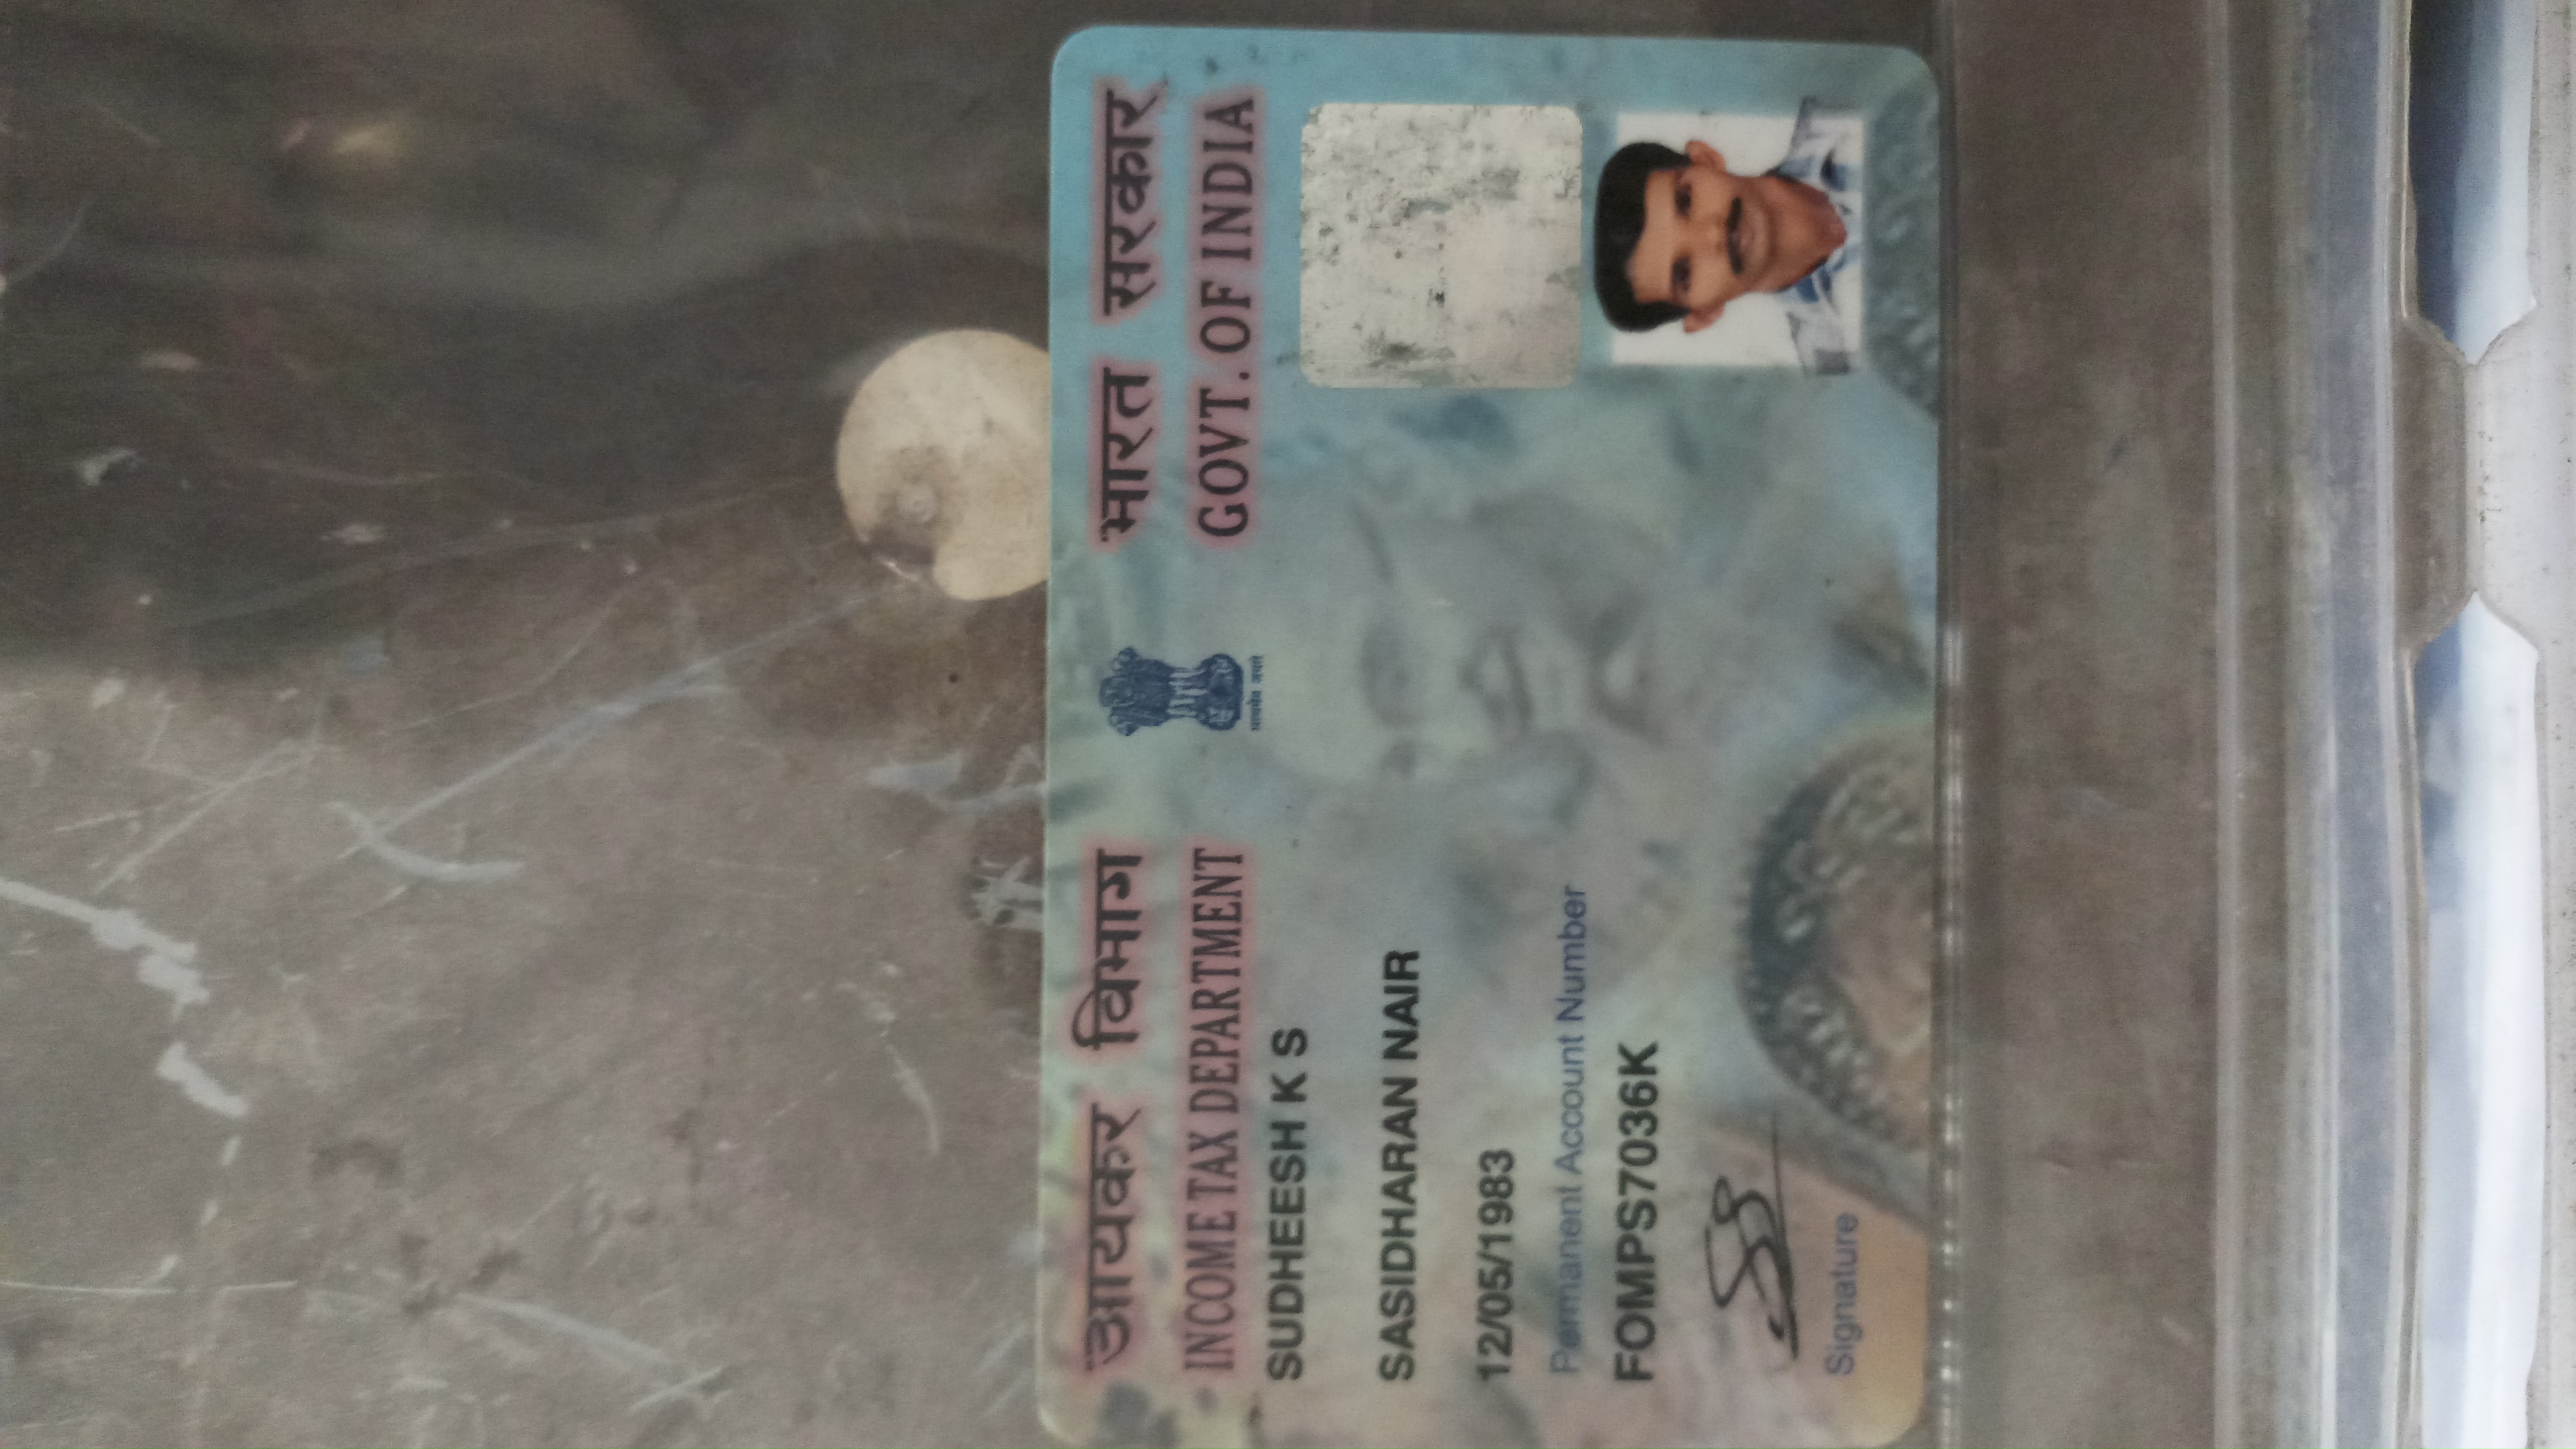 आयकर विभाग
भारत सरकार
INCOME TAX DEPARTMENT
GOVT. OF INDIA
सत्यमेव जयते
SUDHEESH K S
SASIDHARAN NAIR
12/05/1983
Permanent Account Number
FOMPS7036K
Signature